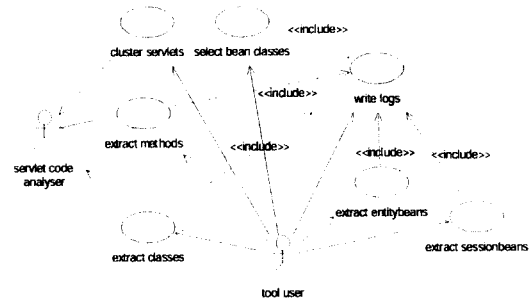 <<include>>
cluster servlets select bean classes
<<include>>
write logs
extract methods
<<include>>
servlet code
analyser
<<include>> <<include>>
extract entitybeans
extract classes
extract sessionbeans
tool user